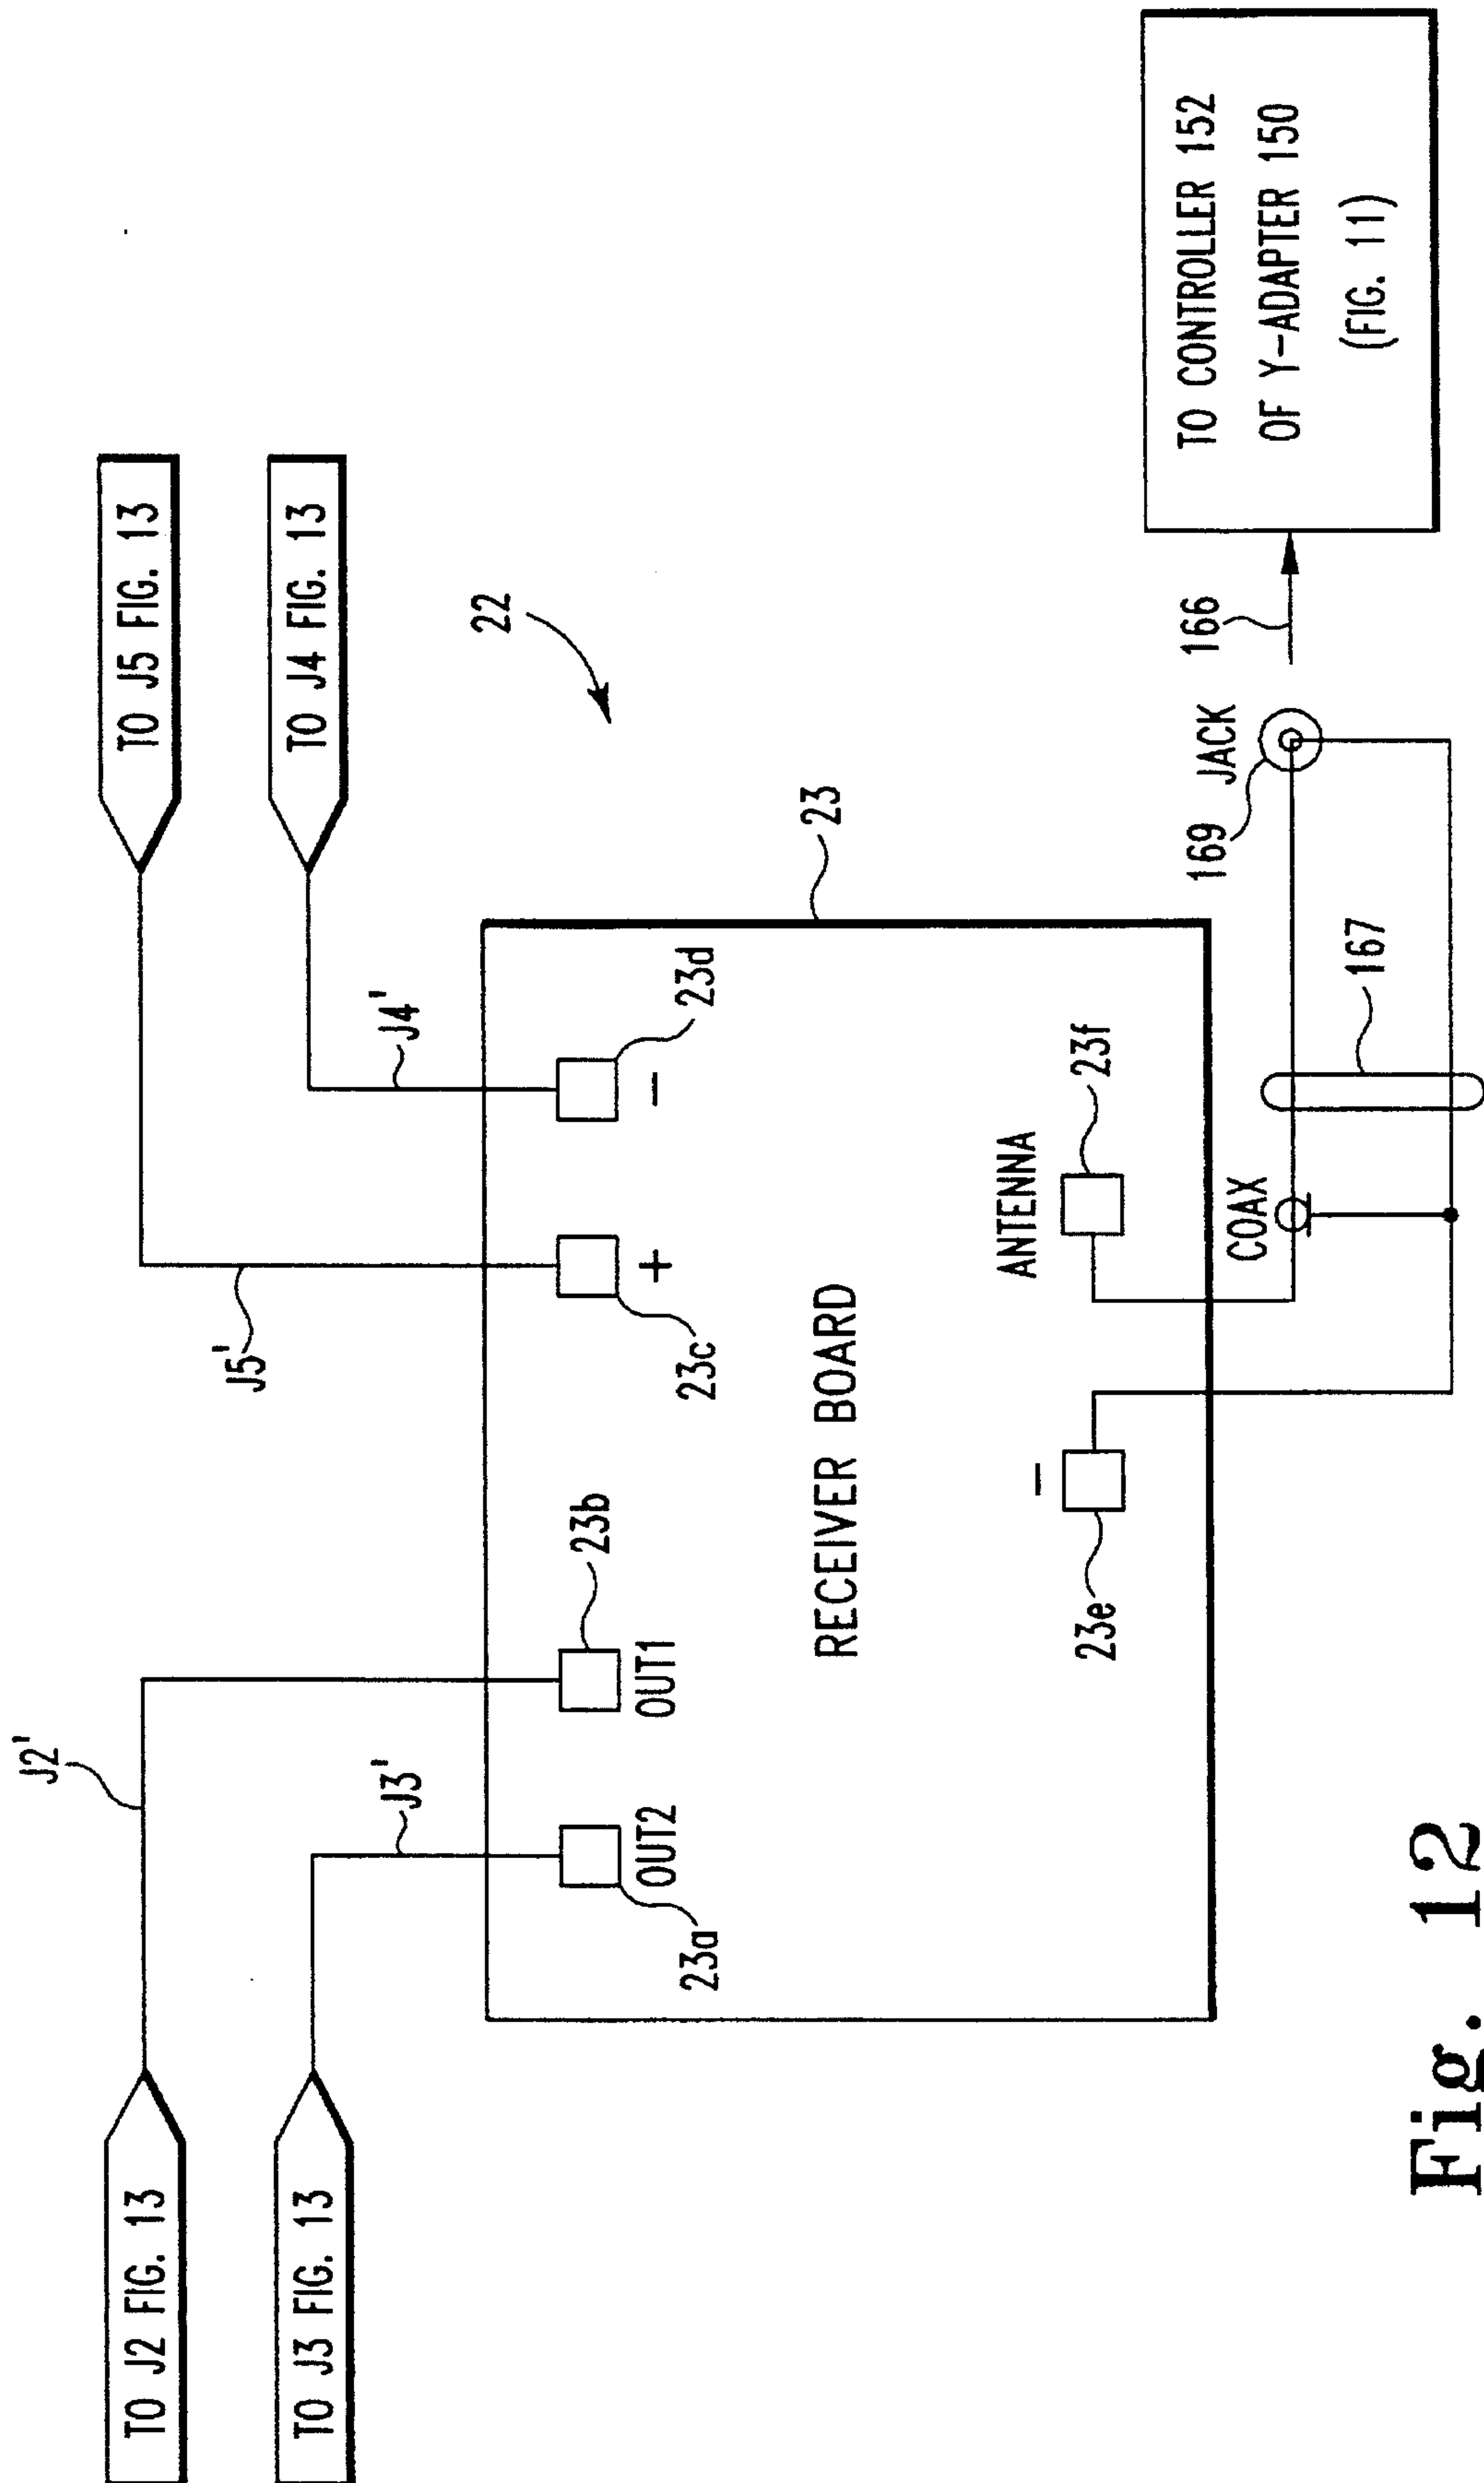 TO J2 FIG. 13
TO J3 FIG. 13
J2'
J3'
J5'
J4'
TO J5 FIG. 13
TO J4 FIG. 13
22
23
23a
OUT2
OUT1
23b
23c
+
−
23d
RECEIVER BOARD
−
23e
ANTENNA
23f
COAX
167
169 JACK
166
TO CONTROLLER 152
OF Y-ADAPTER 150
(FIG. 11)
Fig. 12